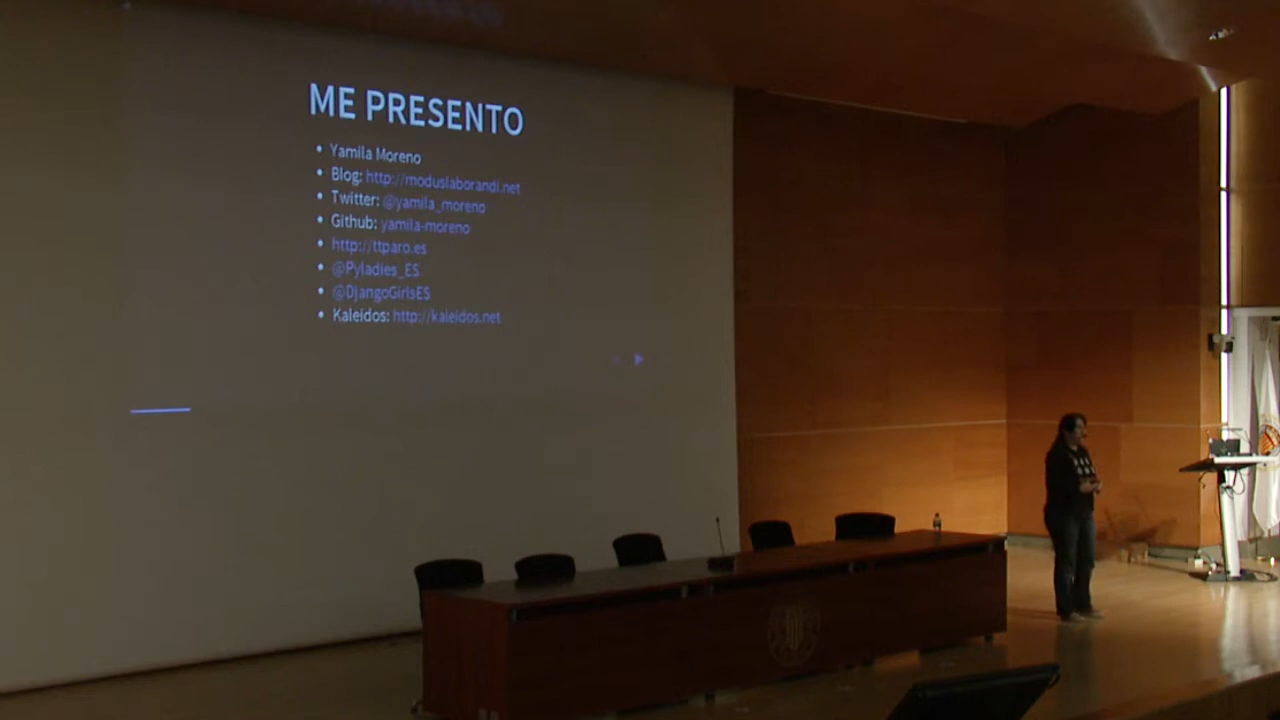 ME PRESENTO
Yamila Moreno
Blog: http://moduslaborandi.net
Twitter: @yamila_moreno
Github: yamila-moreno
http://ttparo.es
@Pyladies_ES
@DjangoGirlsES
Kaleidos: http://kaleidos.net